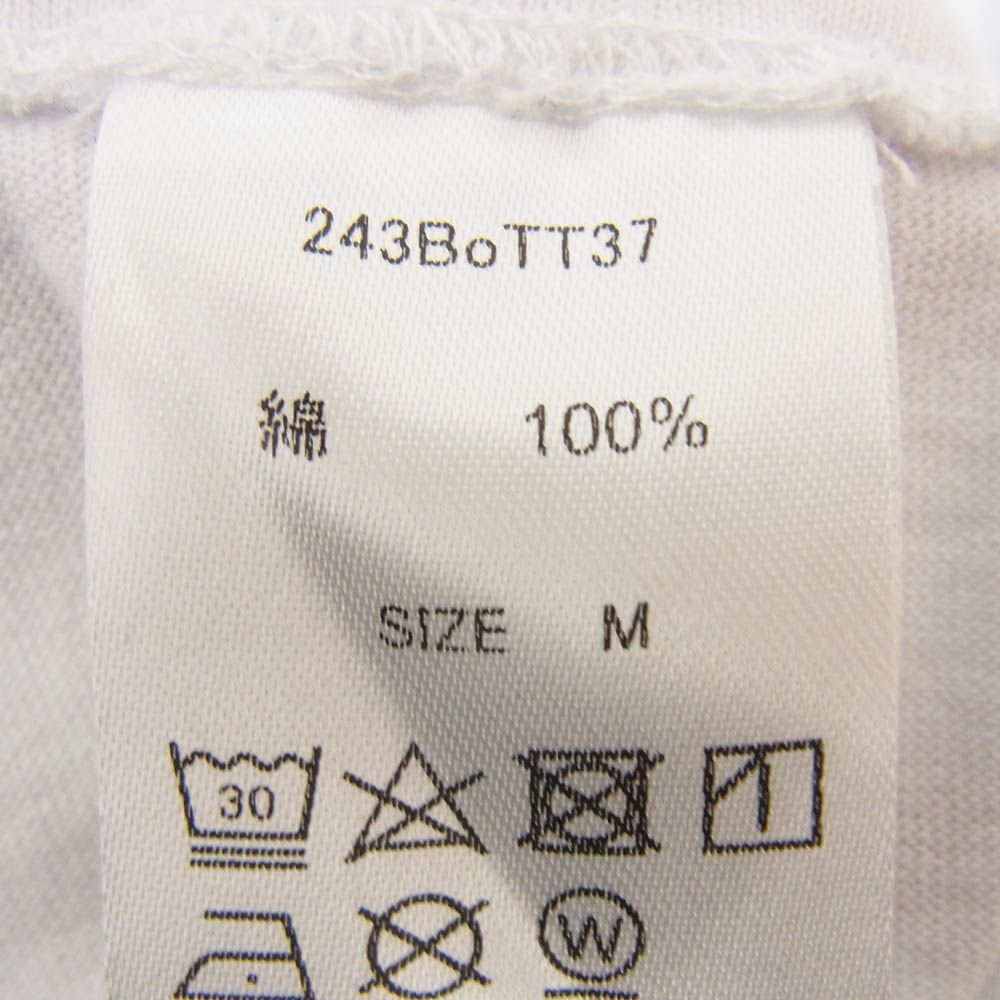 243BoTT37
綿 100%
SIZE M
30
W